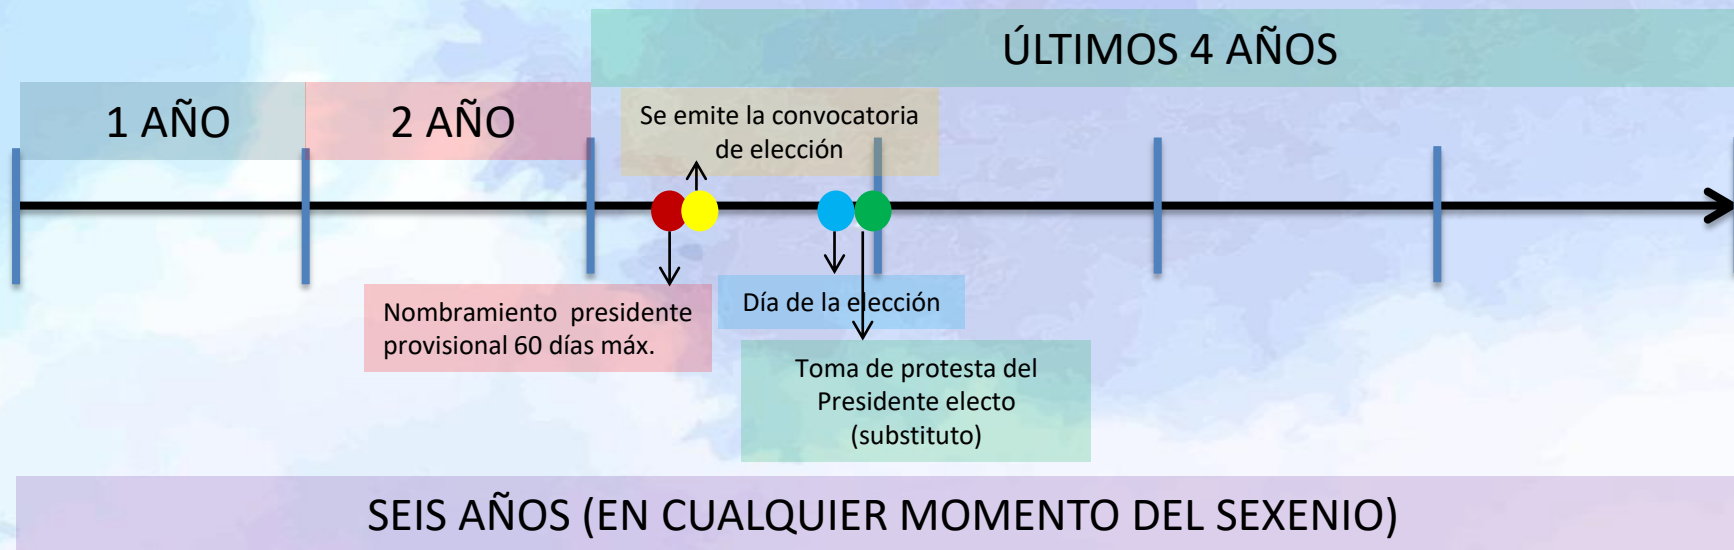 ÚLTIMOS 4 AÑOS
1 AÑO
2 AÑO
Se emite la convocatoria
de elección
Nombramiento presidente
provisional 60 días máx.
Día de la elección
Toma de protesta del
Presidente electo
(substituto)
SEIS AÑOS (EN CUALQUIER MOMENTO DEL SEXENIO)